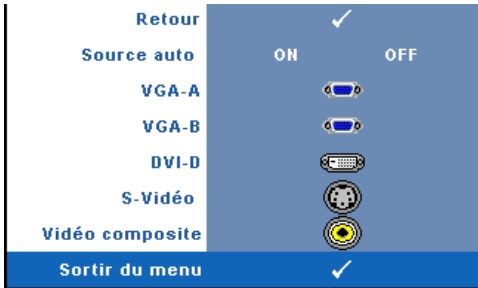 Retour
Source auto ON OFF
VGA-A
VGA-B
DVI-D
S-Vidéo
Vidéo composite
Sortir du menu